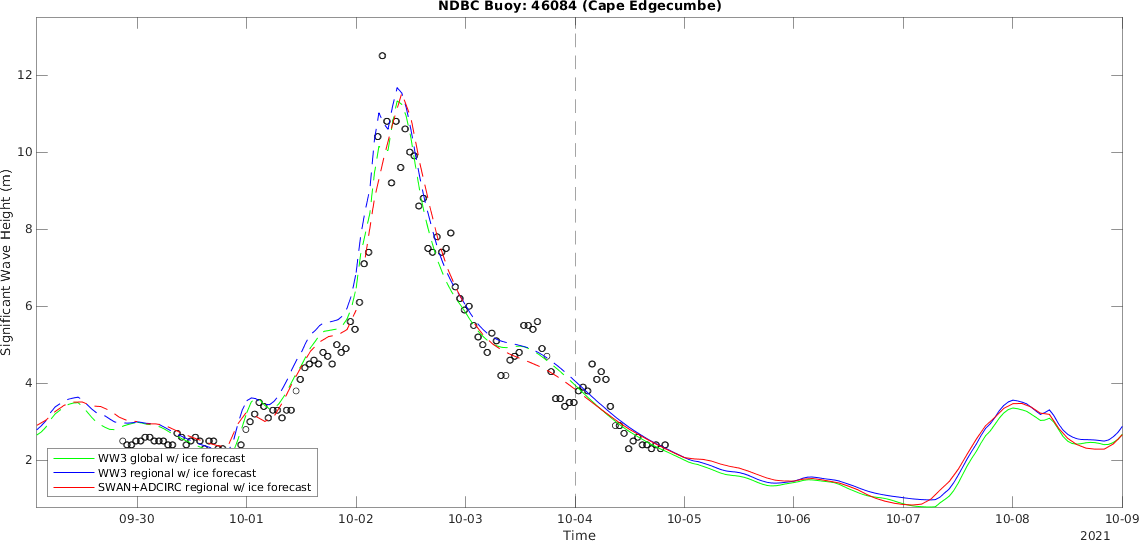 NDBC Buoy: 46084 (Cape Edgecumbe)
12
10
8
6
4
2
Significant Wave Height (m)
WW3 global w/ ice forecast
WW3 regional w/ ice forecast
SWAN+ADCIRC regional w/ ice forecast
09-30 10-01 10-02 10-03 10-04 10-05 10-06 10-07 10-08 10-09
Time
2021